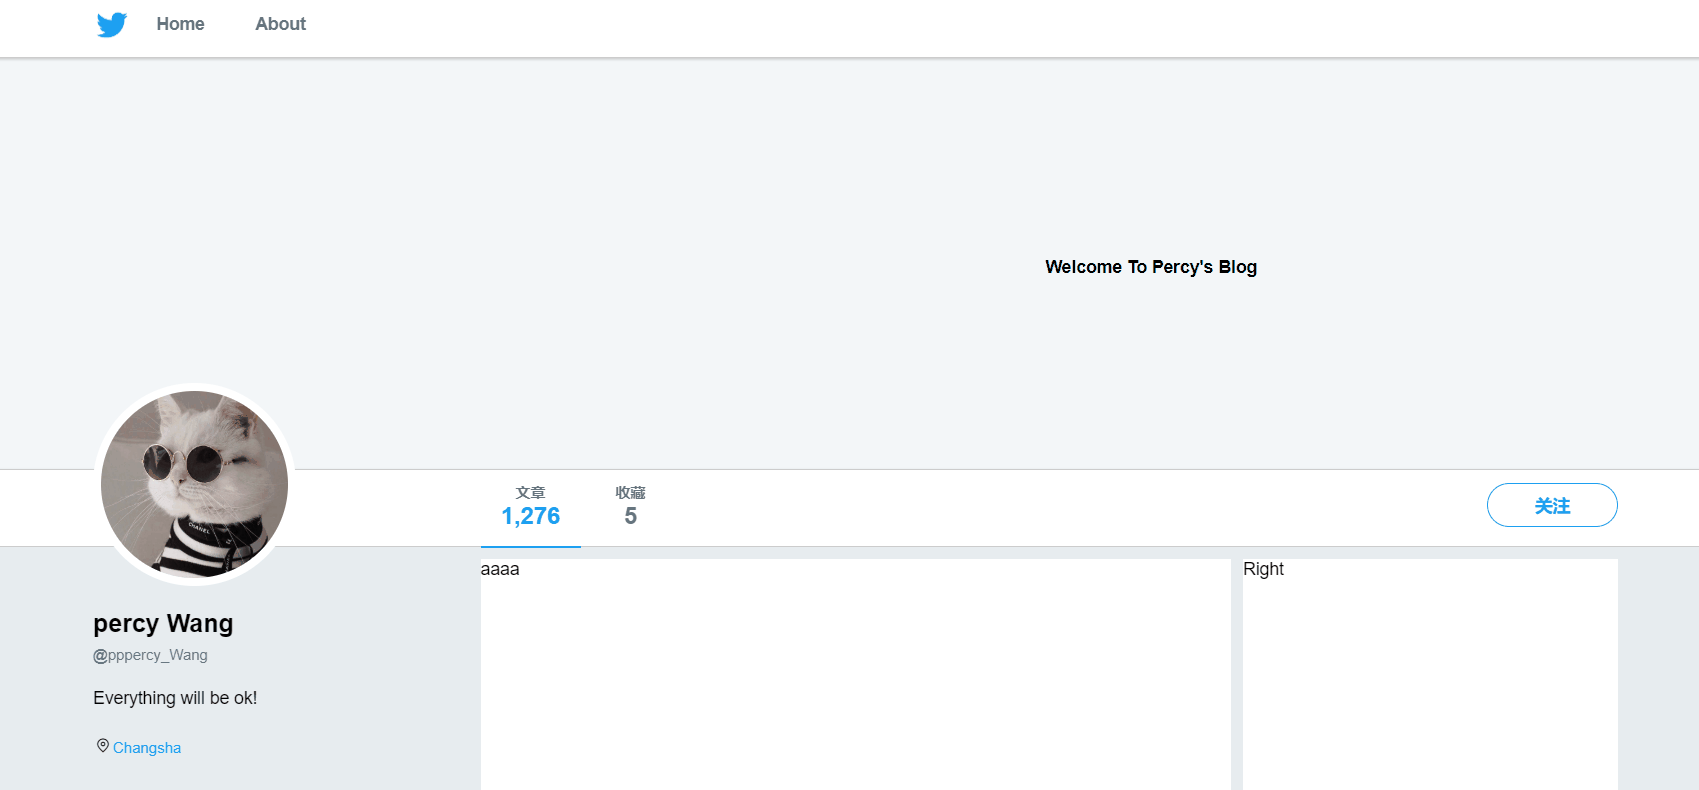 Home About
Welcome To Percy's Blog
文章 收藏
1,276 5
关注
CHANEL
percy Wang
@pppercy_Wang
Everything will be ok!
Changsha
aaaa
Right